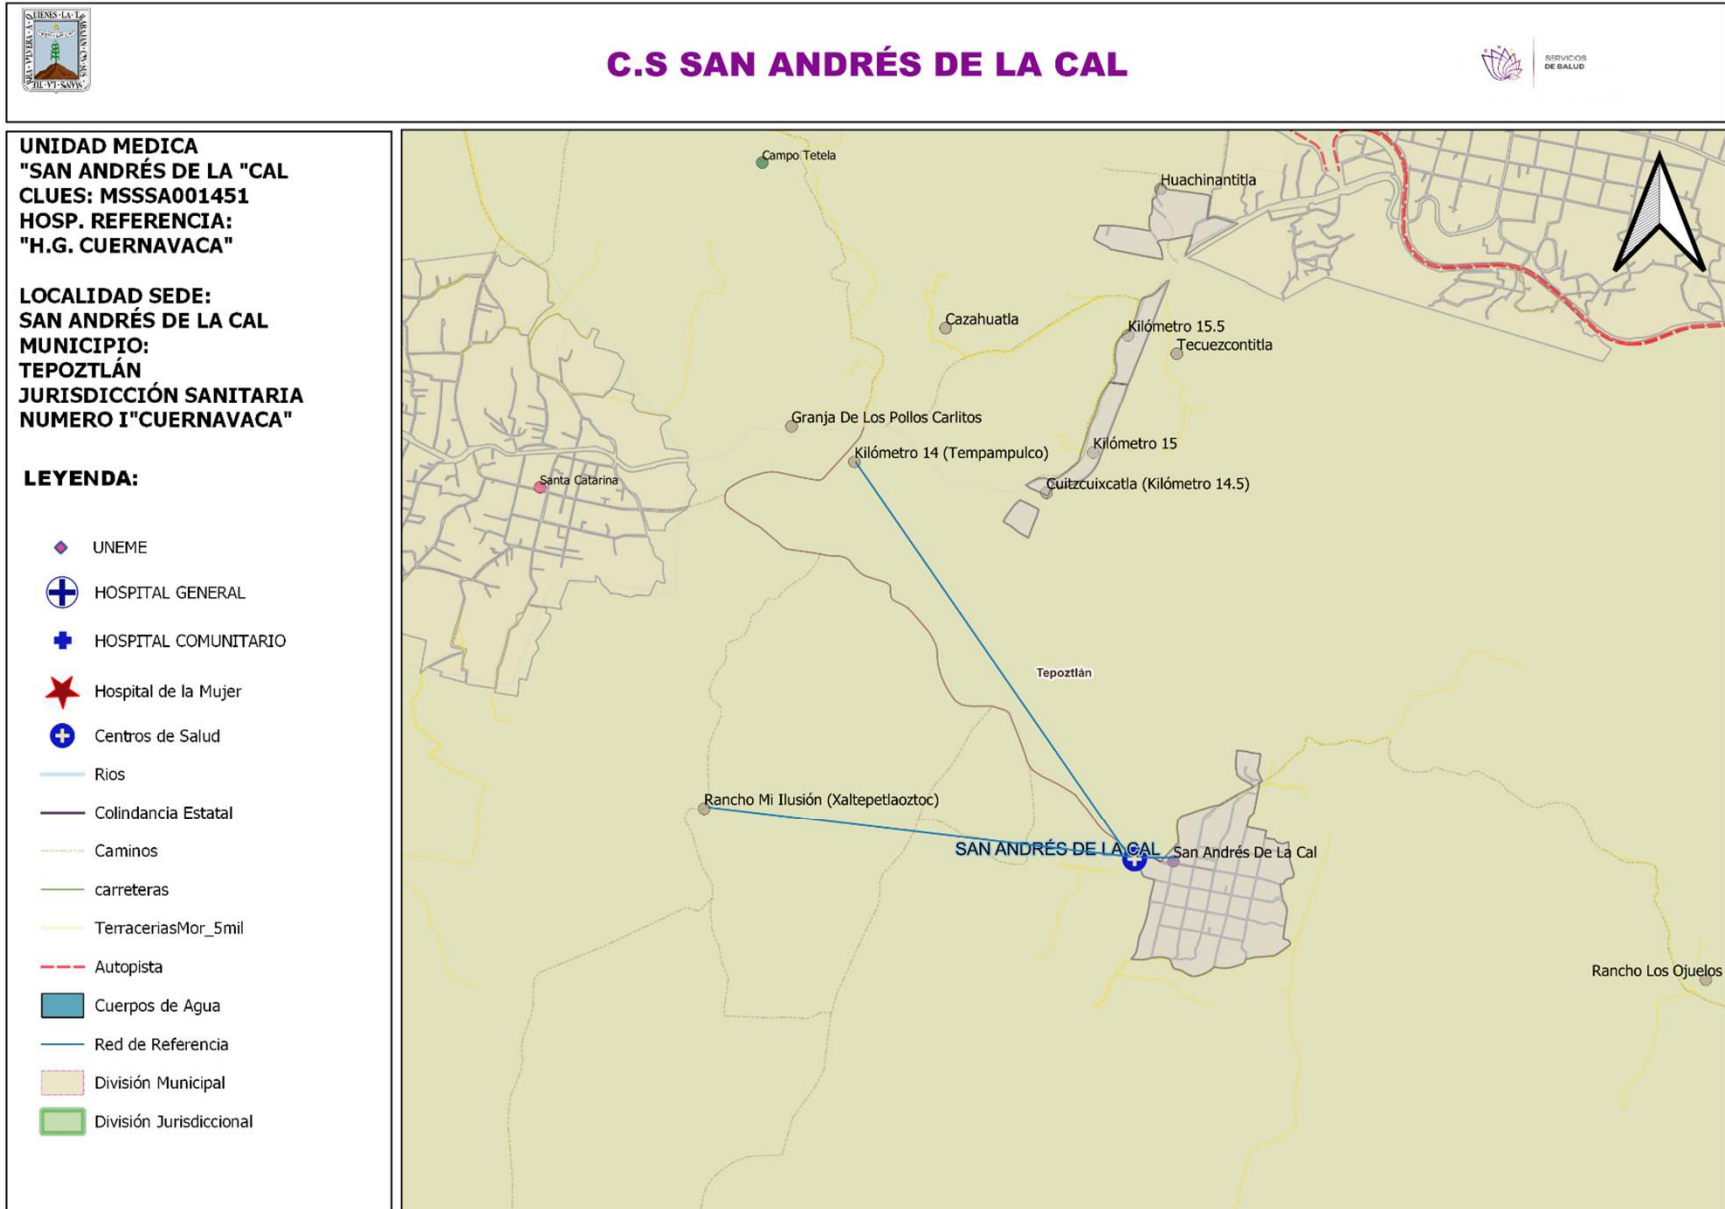 C.S SAN ANDRÉS DE LA CAL
SERVICIOS
DE SALUD
UNIDAD MEDICA
"SAN ANDRÉS DE LA "CAL
CLUES: MSSSA001451
HOSP. REFERENCIA:
"H.G. CUERNAVACA"
LOCALIDAD SEDE:
SAN ANDRÉS DE LA CAL
MUNICIPIO:
TEPOZTLÁN
JURISDICCIÓN SANITARIA
NUMERO I"CUERNAVACA"
LEYENDA:
UNEME
HOSPITAL GENERAL
HOSPITAL COMUNITARIO
Hospital de la Mujer
Centros de Salud
Rios
Colindancia Estatal
Caminos
carreteras
TerraceriasMor_5mil
Autopista
Cuerpos de Agua
Red de Referencia
División Municipal
División Jurisdiccional
Campo Tetela
Huachinantitla
Cazahuatla
Kilómetro 15.5
Tecuezcontitla
Granja De Los Pollos Carlitos
Kilómetro 14 (Tempampulco)
Kilómetro 15
Santa Catarina
Cuitzcuixcatla (Kilómetro 14.5)
Tepoztlán
Rancho Mi Ilusión (Xaltepetlaoztoc)
SAN ANDRÉS DE LA CAL
San Andrés De La Cal
Rancho Los Ojuelos